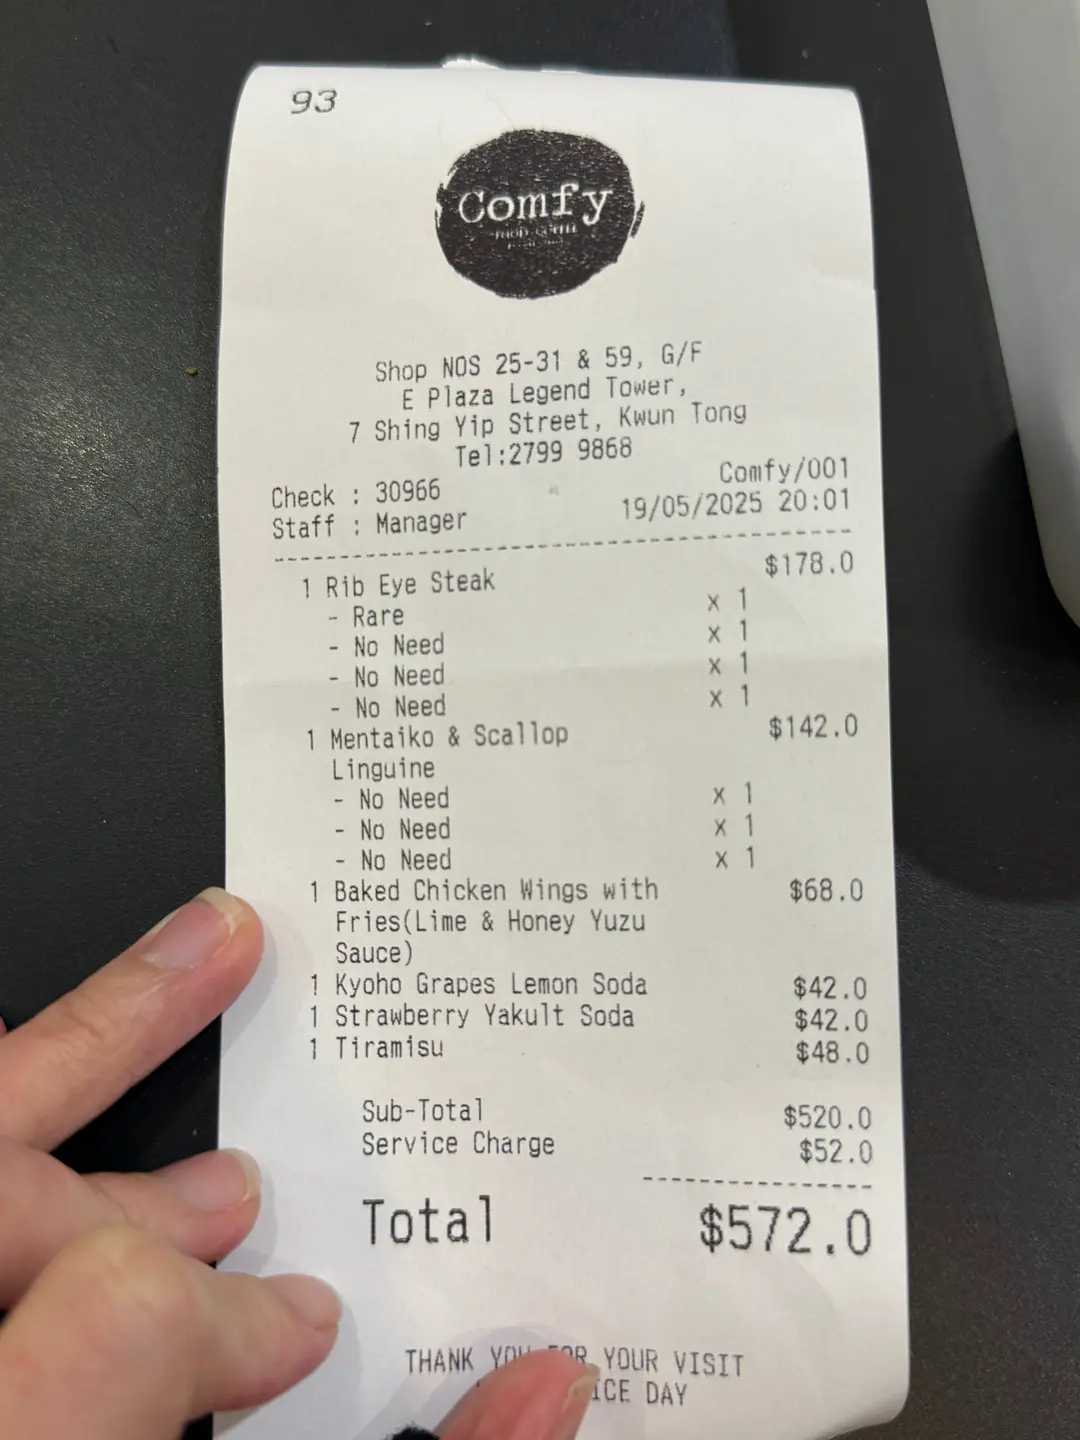 93
Comfy
Shop NOS 25-31 & 59, G/F
E Plaza Legend Tower,
7 Shing Yip Street, Kwun Tong
Tel:2799 9868
Comfy/001
Check : 30966
19/05/2025 20:01
Staff : Manager
1 Rib Eye Steak $178.0
- Rare x 1
- No Need x 1
- No Need x 1
- No Need x 1
1 Mentaiko & Scallop $142.0
Linguine
- No Need x 1
- No Need x 1
- No Need x 1
1 Baked Chicken Wings with $68.0
Fries(Lime & Honey Yuzu
Sauce)
1 Kyoho Grapes Lemon Soda $42.0
1 Strawberry Yakult Soda $42.0
1 Tiramisu $48.0
Sub-Total $520.0
Service Charge $52.0
Total $572.0
THANK YOU FOR YOUR VISIT
DAY